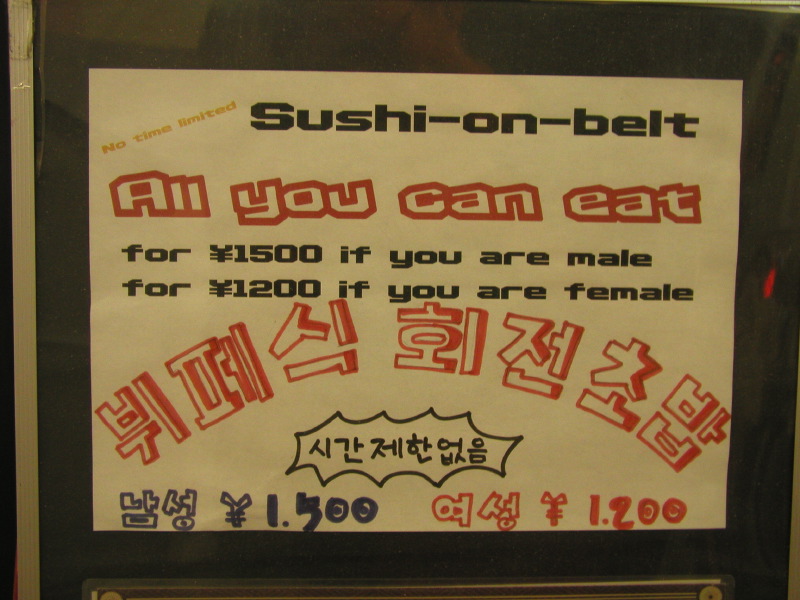 No time limited
Sushi-on-belt
All you can eat
for ¥1500 if you are male
for ¥1200 if you are female
뷔페식 회전초밥
시간제한없음
남성 ¥ 1.500 여성 ¥ 1.200